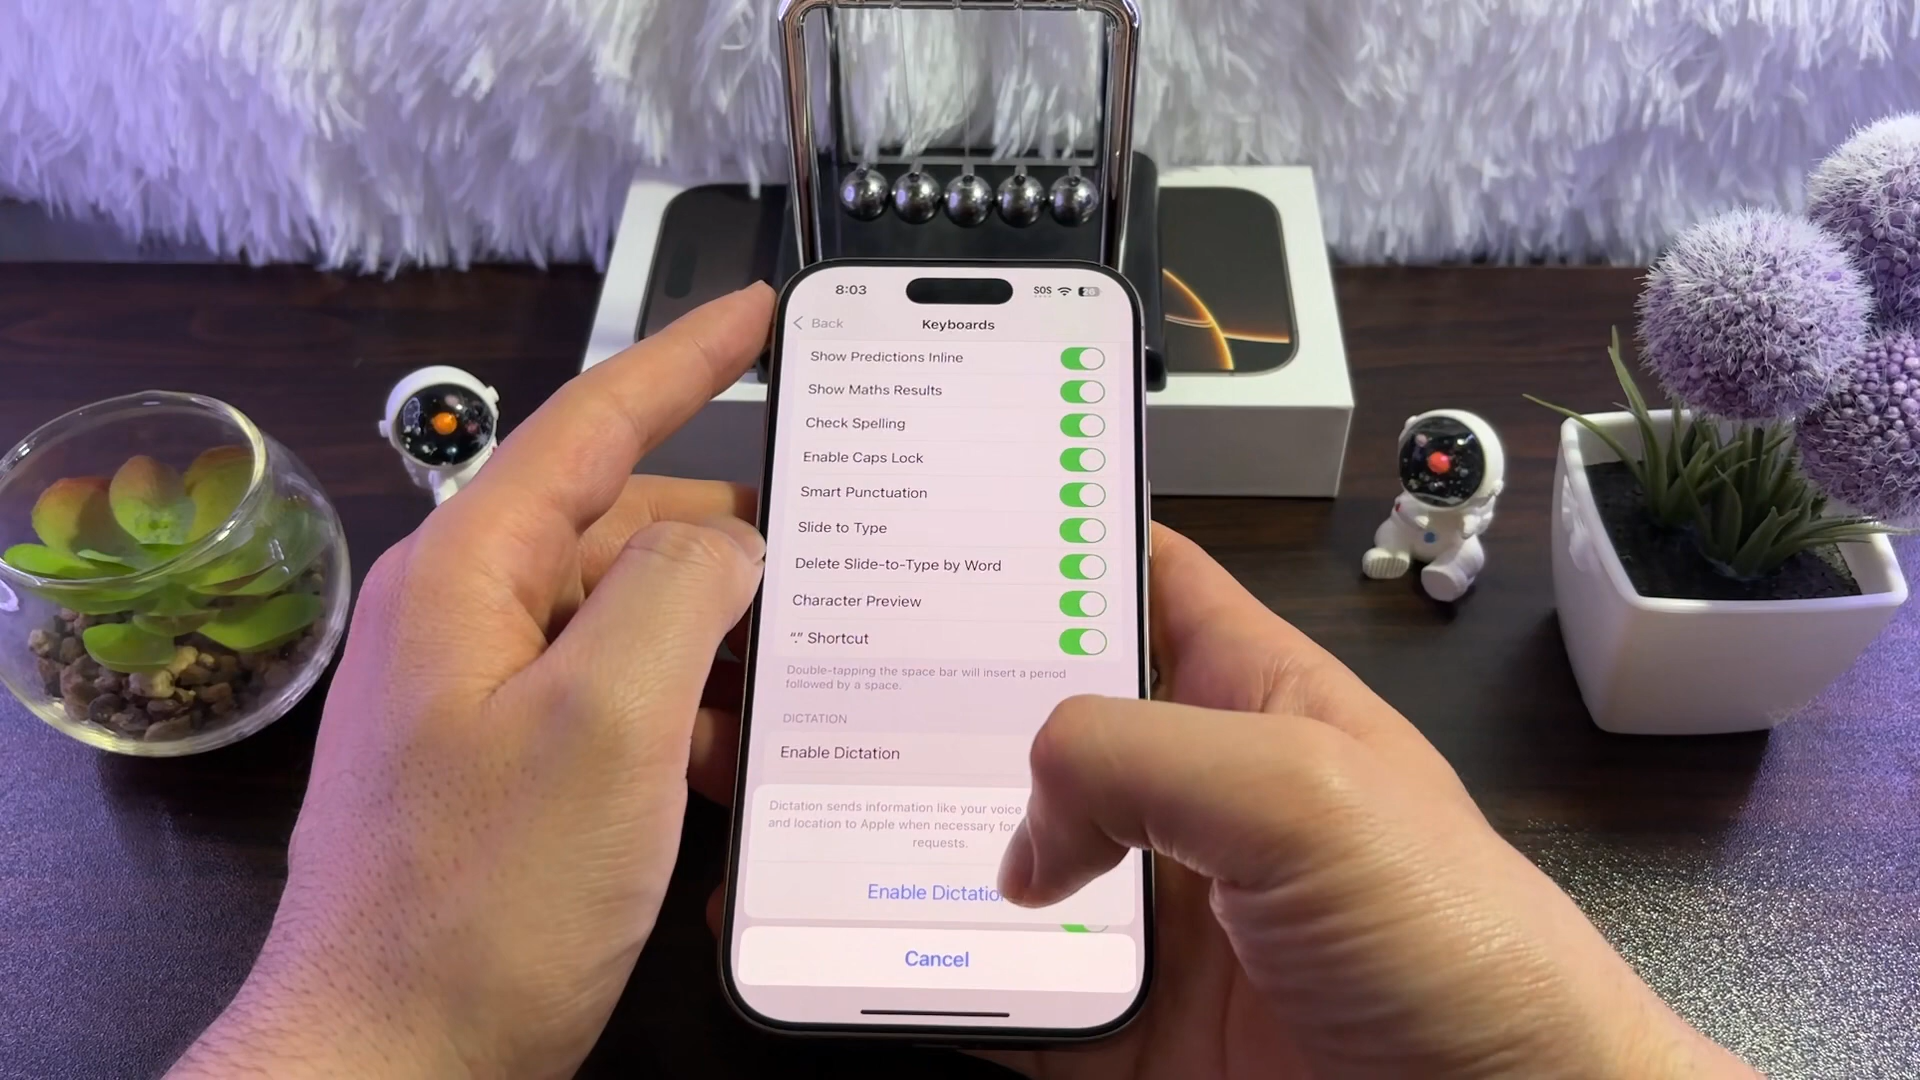 8:03
SOS
26
Back
Keyboards
Show Predictions Inline
Show Maths Results
Check Spelling
Enable Caps Lock
Smart Punctuation
Slide to Type
Delete Slide-to-Type by Word
Character Preview
“.” Shortcut
Double-tapping the space bar will insert a period
followed by a space.
DICTATION
Enable Dictation
Dictation sends information like your voice
and location to Apple when necessary for
requests.
Enable Dictation
Cancel